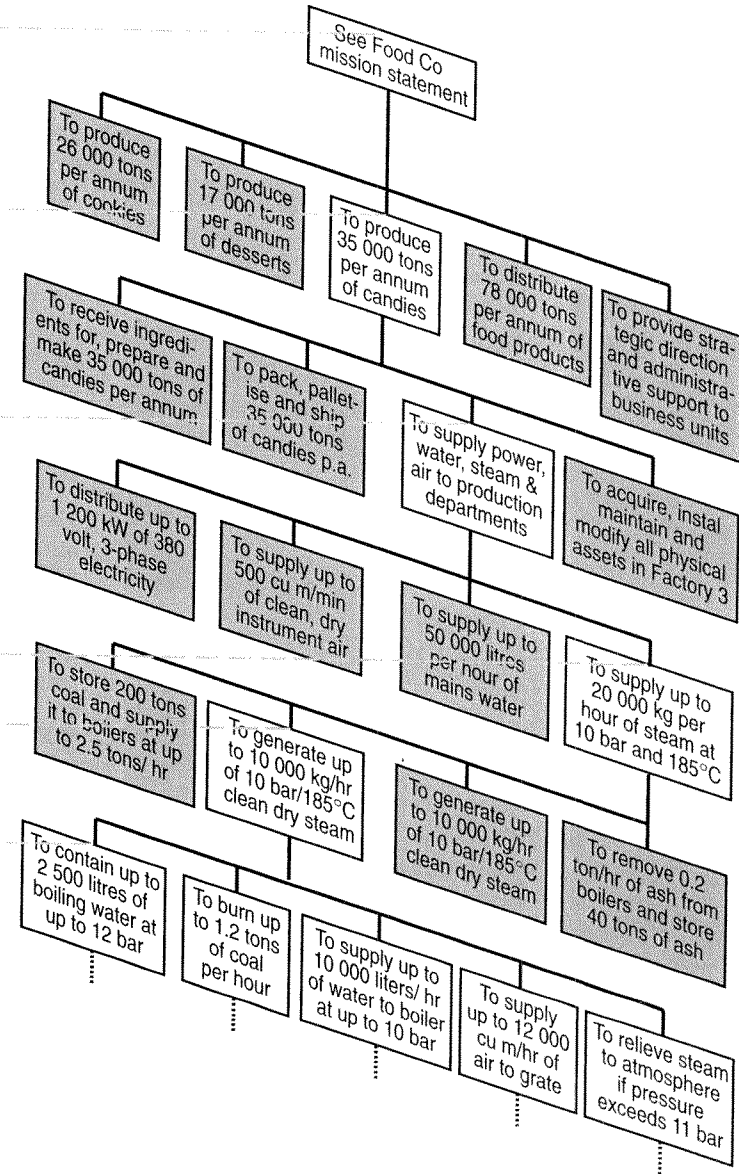 See Food Co
mission statement
To produce
26 000 tons
per annum
of cookies
To produce
17 000 tons
per annum
of desserts
To produce
35 000 tons
per annum
of candies
To distribute
78 000 tons
per annum of
food products
To provide stra-
tegic direction
and administra-
tive support to
business units
To receive ingredi-
ents for, prepare and
make 35 000 tons of
candies per annum
To pack, pallet-
ise and ship
35 000 tons
of candies p.a.
To supply power,
water, steam &
air to production
departments
To acquire, instal
maintain and
modify all physical
assets in Factory 3
To distribute up to
1 200 kW of 380
volt, 3-phase
electricity
To supply up to
500 cu m/min
of clean, dry
instrument air
To supply up to
50 000 litres
per hour of
mains water
To supply up to
20 000 kg per
hour of steam at
10 bar and 185°C
To store 200 tons
coal and supply
it to boilers at up
to 2.5 tons/ hr
To generate up
to 10 000 kg/hr
of 10 bar/185°C
clean dry steam
To generate up
to 10 000 kg/hr
of 10 bar/185°C
clean dry steam
To remove 0.2
ton/hr of ash from
boilers and store
40 tons of ash
To contain up to
2 500 litres of
boiling water at
up to 12 bar
To burn up
to 1.2 tons
of coal
per hour
To supply up to
10 000 liters/ hr
of water to boiler
at up to 10 bar
To supply
up to 12 000
cu m/hr of
air to grate
To relieve steam
to atmosphere
if pressure
exceeds 11 bar